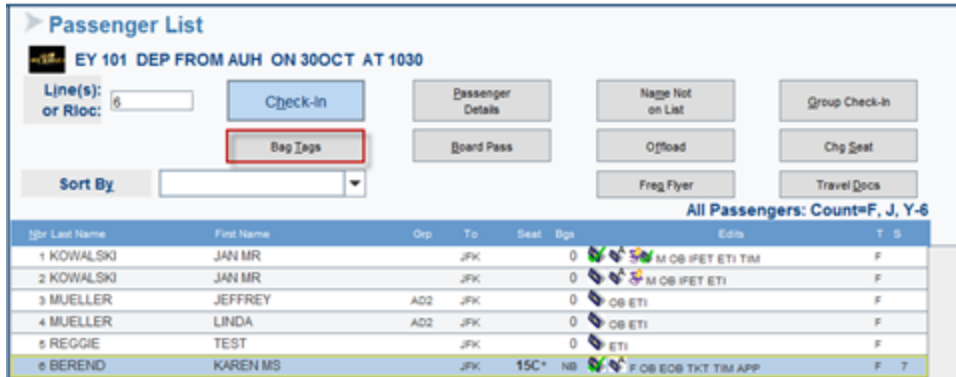 Passenger List
EY 101 DEP FROM AUH ON 30OCT AT 1030
Line(s): or Rloc: 6
Check-In
Passenger Details
Name Not on List
Group Check-In
Bag Tags
Board Pass
Offload
Chg Seat
Sort By
Freq Flyer
Travel Docs
All Passengers: Count=F, J, Y-6
Nbr Last Name First Name Grp To Seat Bgs Edits T S
1 KOWALSKI JAN MR JFK 0 M OB IFET ETI TIM F
2 KOWALSKI JAN MR JFK 0 M OB IFET ETI F
3 MUELLER JEFFREY AD2 JFK 0 OB ETI F
4 MUELLER LINDA AD2 JFK 0 OB ETI F
5 REGGIE TEST JFK 0 ETI F
6 BEREND KAREN MS JFK 15C* NB F OB EOB TKT TIM APP F 7